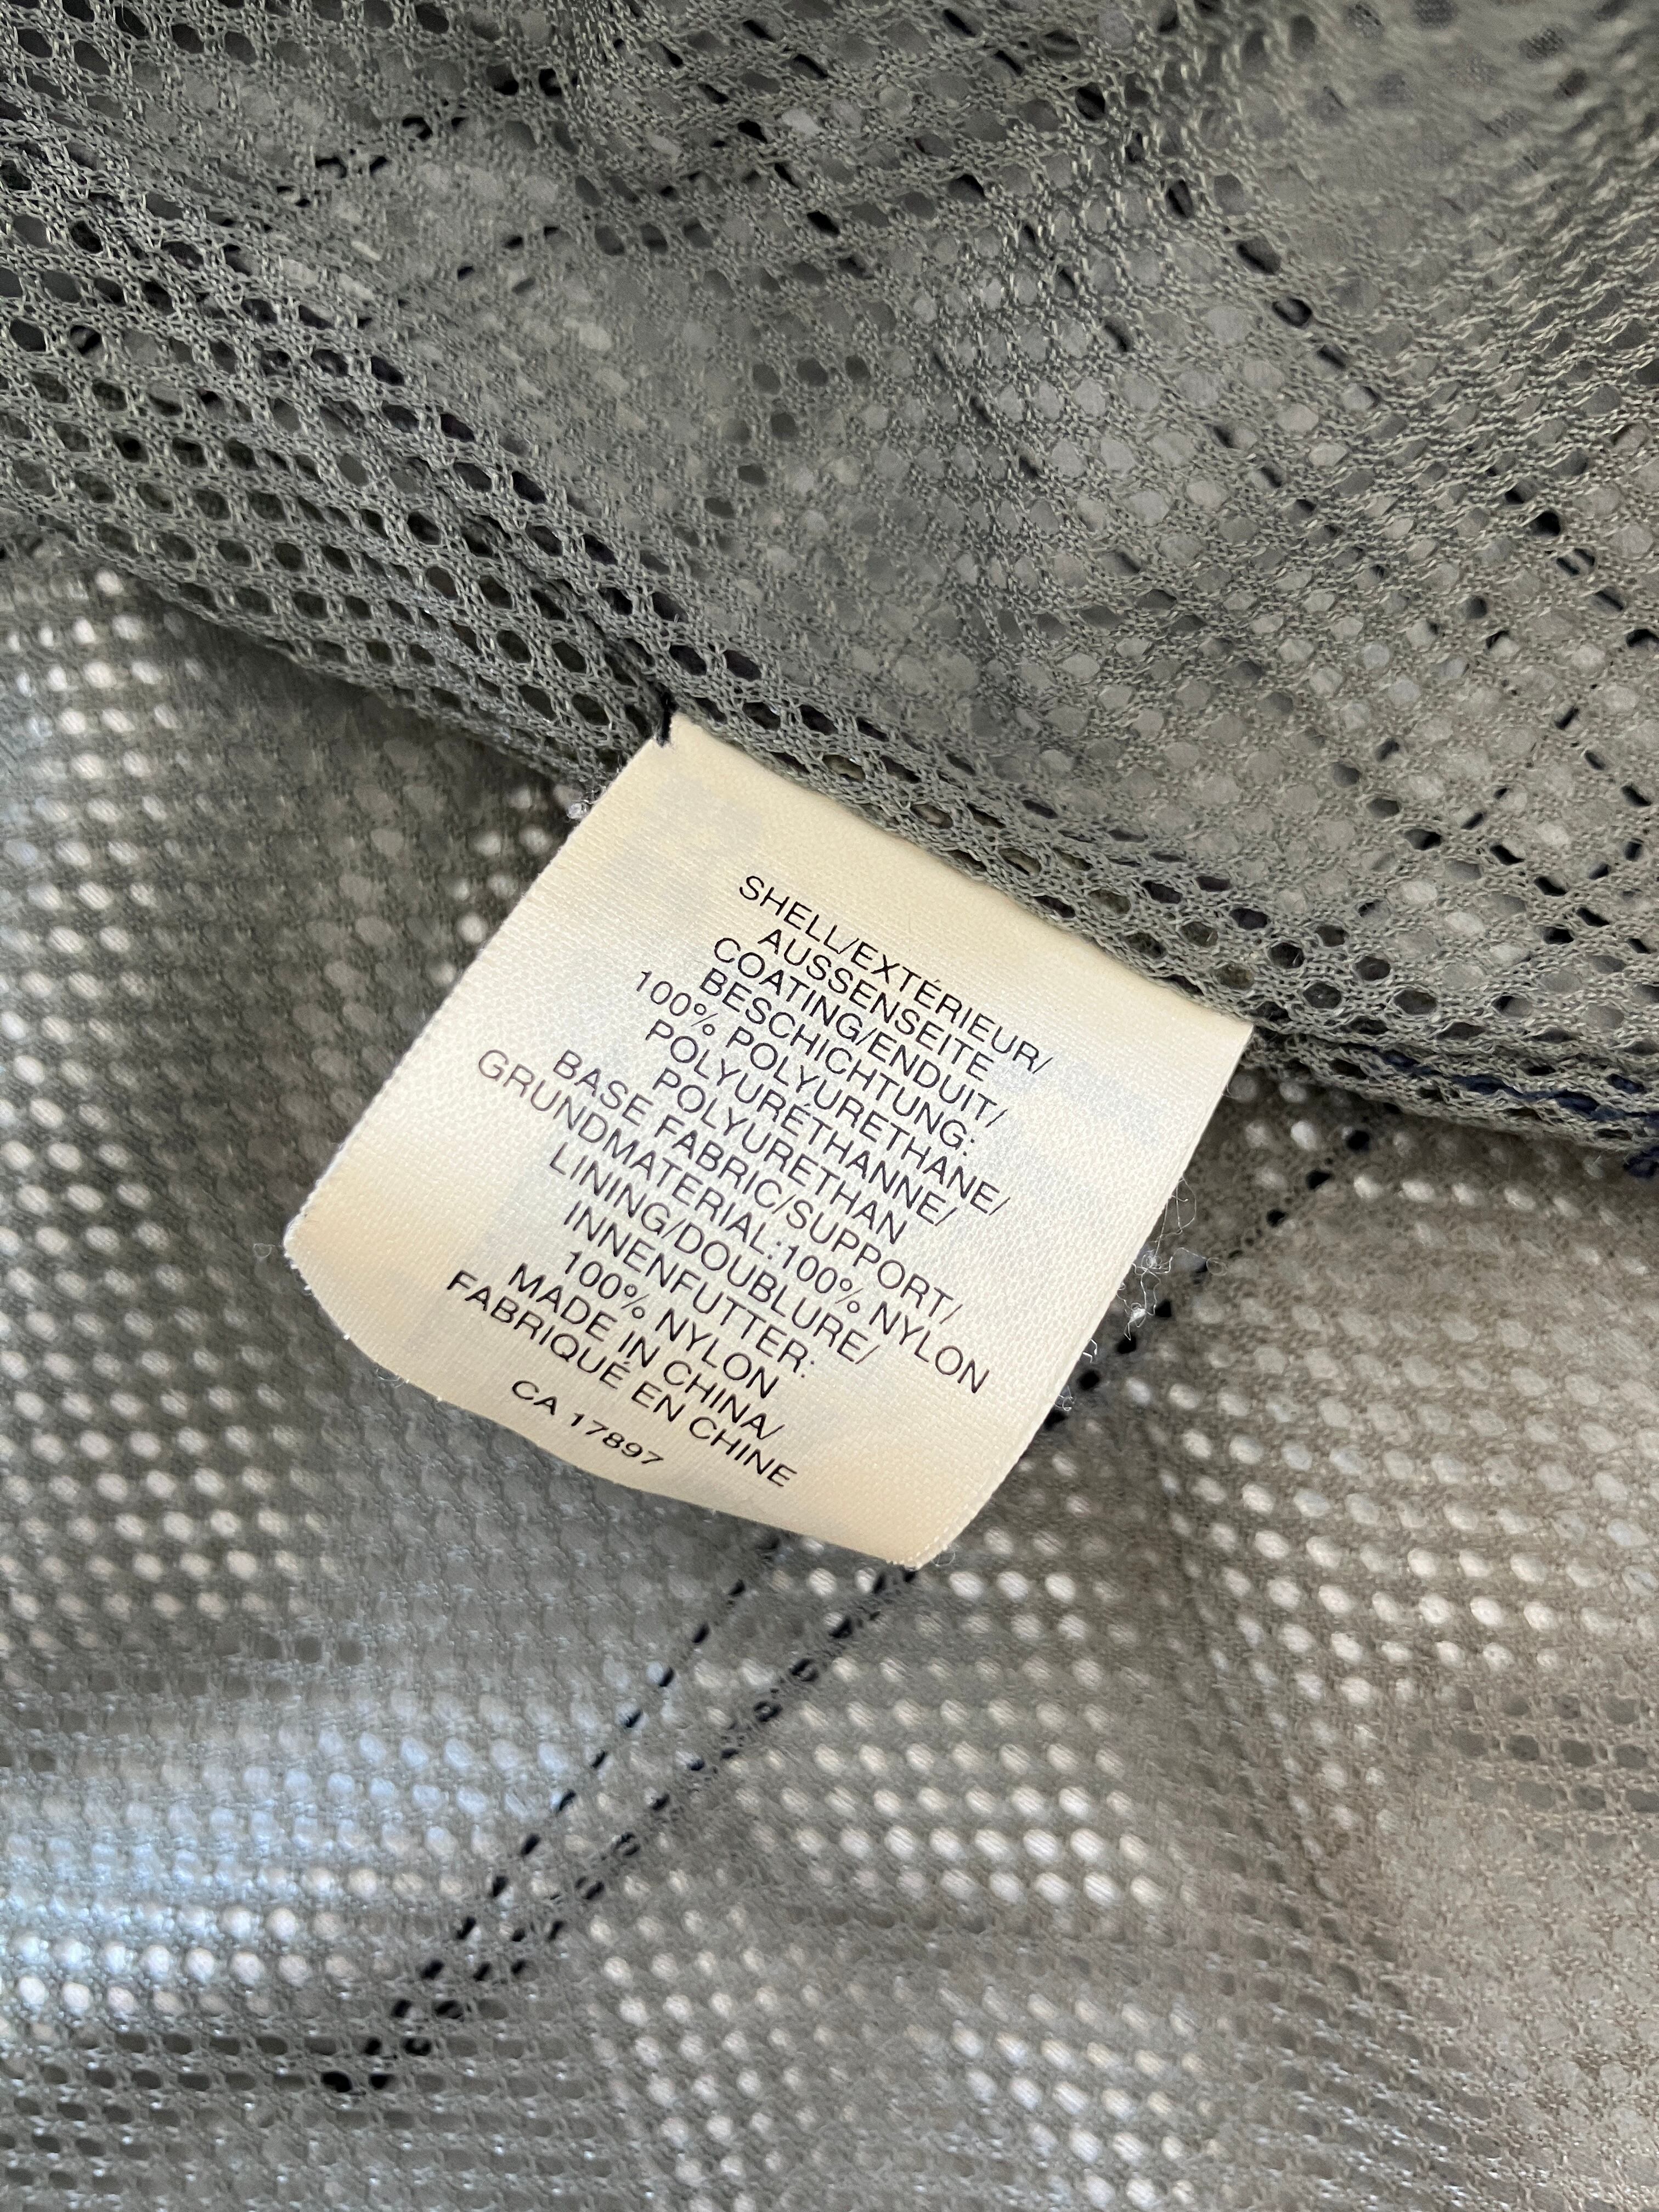 SHELL/EXTÉRIEUR/
AUSSENSEITE
COATING/ENDUIT/
BESCHICHTUNG:
100% POLYURETHANE/
POLYURÉTHANNE/
POLYURETHAN
BASE FABRIC/SUPPORT/
GRUNDMATERIAL:100% NYLON
LINING/DOUBLURE/
INNENFUTTER:
100% NYLON
MADE IN CHINA/
FABRIQUÉ EN CHINE
CA 17897